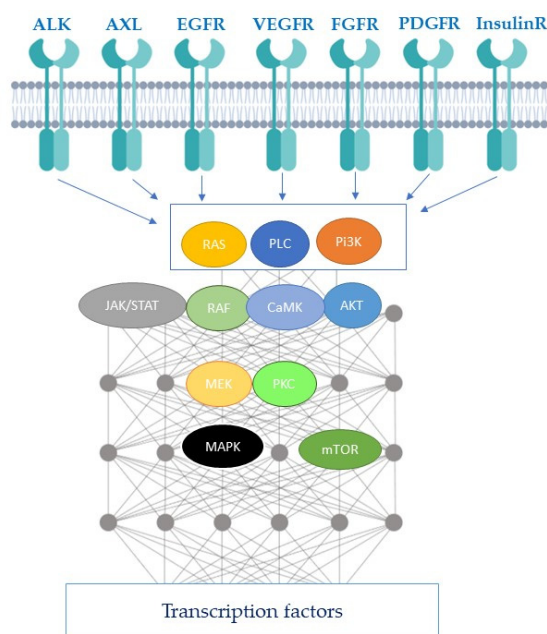 ALK AXL EGFR VEGFR FGFR PDGFR InsulinR
RAS PLC Pi3K
JAK/STAT RAF CaMK AKT
MEK PKC
MAPK mTOR
Transcription factors